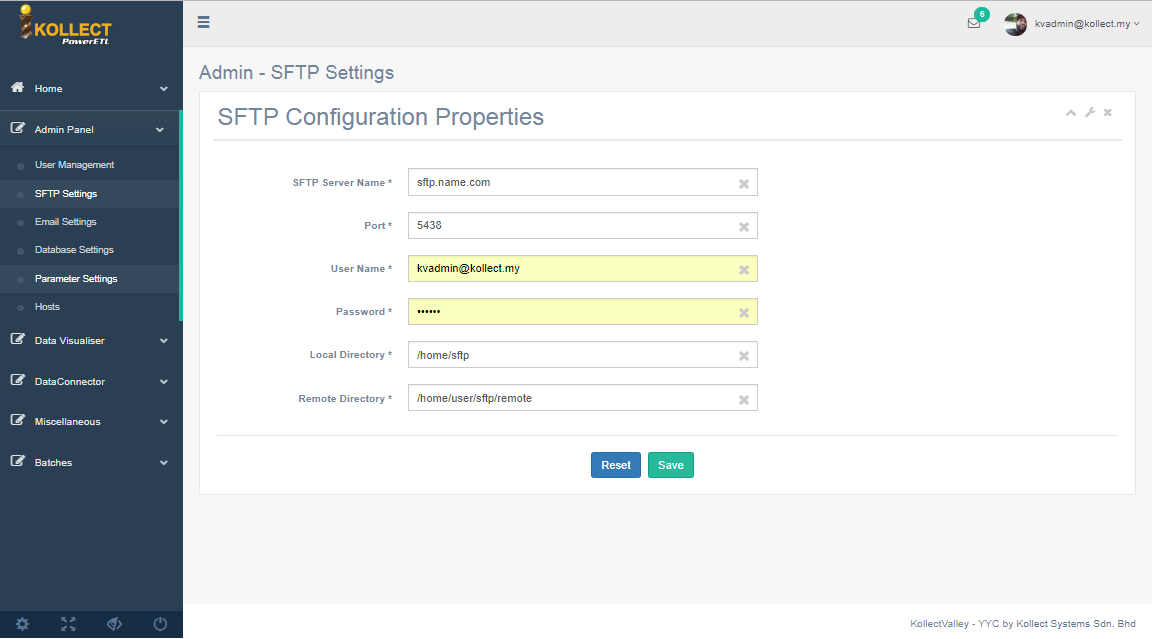 KOLLECT
PowerETL
6
kvadmin@kollect.my
Home
Admin Panel
User Management
SFTP Settings
Email Settings
Database Settings
Parameter Settings
Hosts
Data Visualiser
DataConnector
Miscellaneous
Batches
Admin - SFTP Settings
SFTP Configuration Properties
SFTP Server Name * sftp.name.com
Port * 5438
User Name * kvadmin@kollect.my
Password * ••••••
Local Directory * /home/sftp
Remote Directory * /home/user/sftp/remote
Reset Save
KollectValley - YYC by Kollect Systems Sdn. Bhd